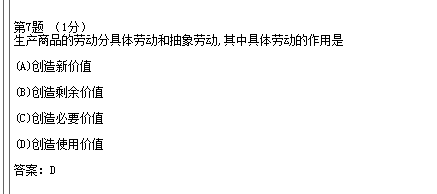 第7题 （1分）
生产商品的劳动分具体劳动和抽象劳动,其中具体劳动的作用是
(A)创造新价值
(B)创造剩余价值
(C)创造必要价值
(D)创造使用价值
答案: D